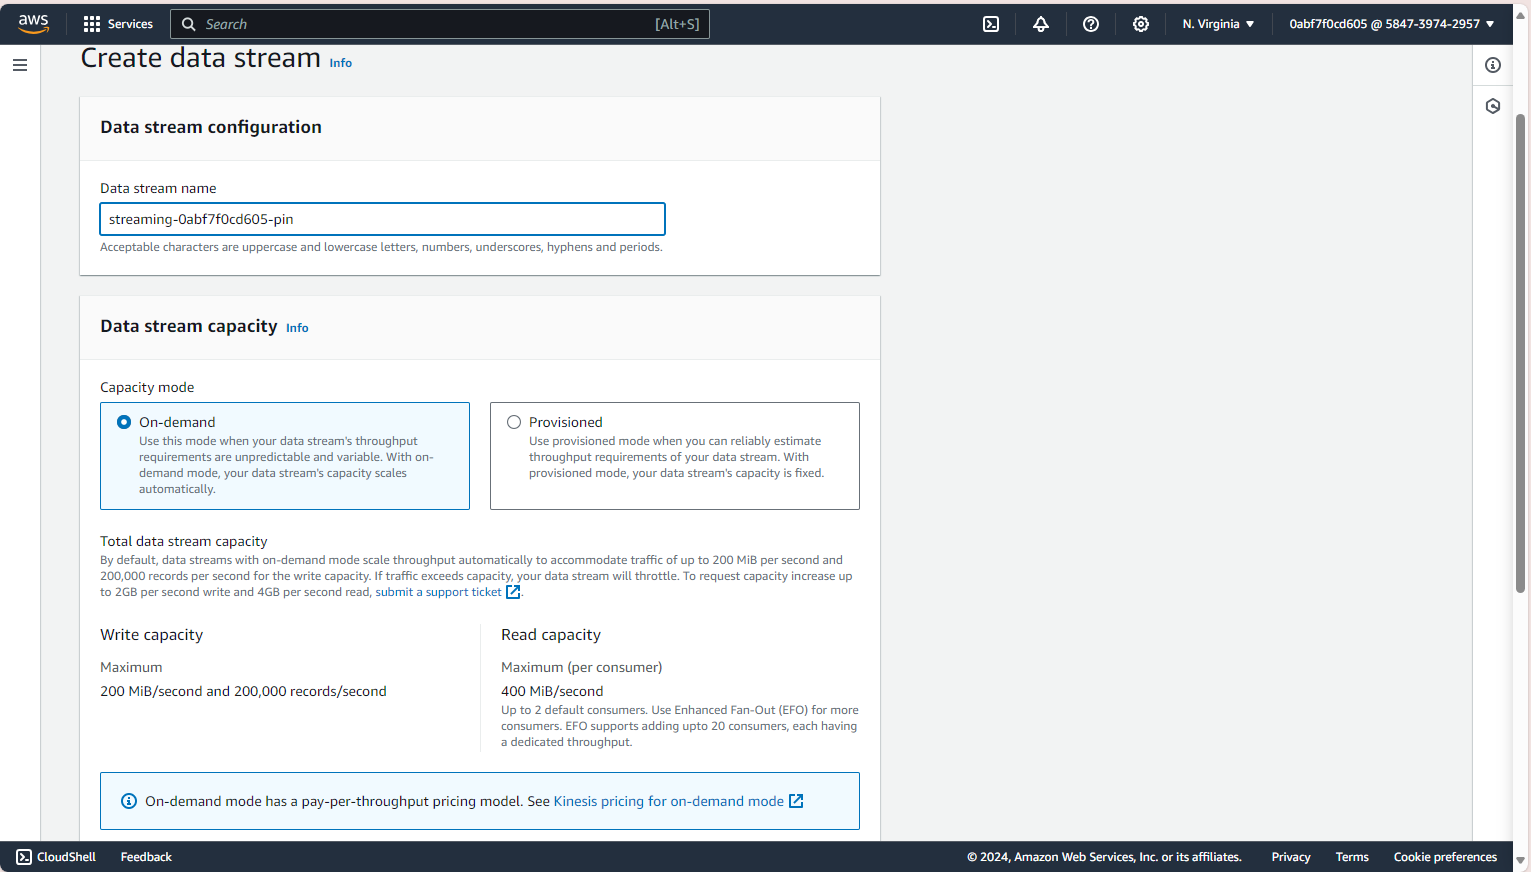 aws
Services
Search
[Alt+S]
N. Virginia
0abf7f0cd605 @ 5847-3974-2957
Create data stream Info
Data stream configuration
Data stream name
streaming-0abf7f0cd605-pin
Acceptable characters are uppercase and lowercase letters, numbers, underscores, hyphens and periods.
Data stream capacity Info
Capacity mode
On-demand
Use this mode when your data stream's throughput
requirements are unpredictable and variable. With on-
demand mode, your data stream's capacity scales
automatically.
Provisioned
Use provisioned mode when you can reliably estimate
throughput requirements of your data stream. With
provisioned mode, your data stream's capacity is fixed.
Total data stream capacity
By default, data streams with on-demand mode scale throughput automatically to accommodate traffic of up to 200 MiB per second and
200,000 records per second for the write capacity. If traffic exceeds capacity, your data stream will throttle. To request capacity increase up
to 2GB per second write and 4GB per second read, submit a support ticket.
Write capacity
Maximum
200 MiB/second and 200,000 records/second
Read capacity
Maximum (per consumer)
400 MiB/second
Up to 2 default consumers. Use Enhanced Fan-Out (EFO) for more
consumers. EFO supports adding upto 20 consumers, each having
a dedicated throughput.
On-demand mode has a pay-per-throughput pricing model. See Kinesis pricing for on-demand mode
CloudShell
Feedback
© 2024, Amazon Web Services, Inc. or its affiliates.
Privacy
Terms
Cookie preferences